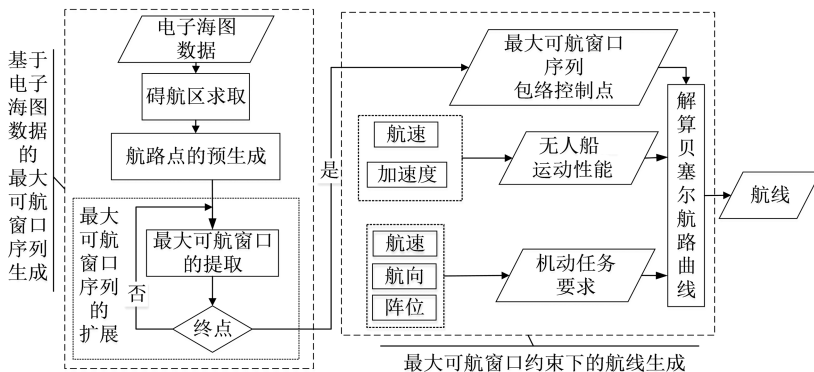 基于
电子
海图
数据
的
最大
可航
窗口
序列
生成
电子海图
数据
碍航区求取
航路点的预生成
最大
可航
窗口
序列
的
扩展
最大可航窗口
的提取
否
终点
是
最大可航窗口
序列
包络控制点
航速
加速度
无人船
运动性能
航速
航向
阵位
机动任务
要求
解
算
贝
塞
尔
航
路
曲
线
航线
最大可航窗口约束下的航线生成